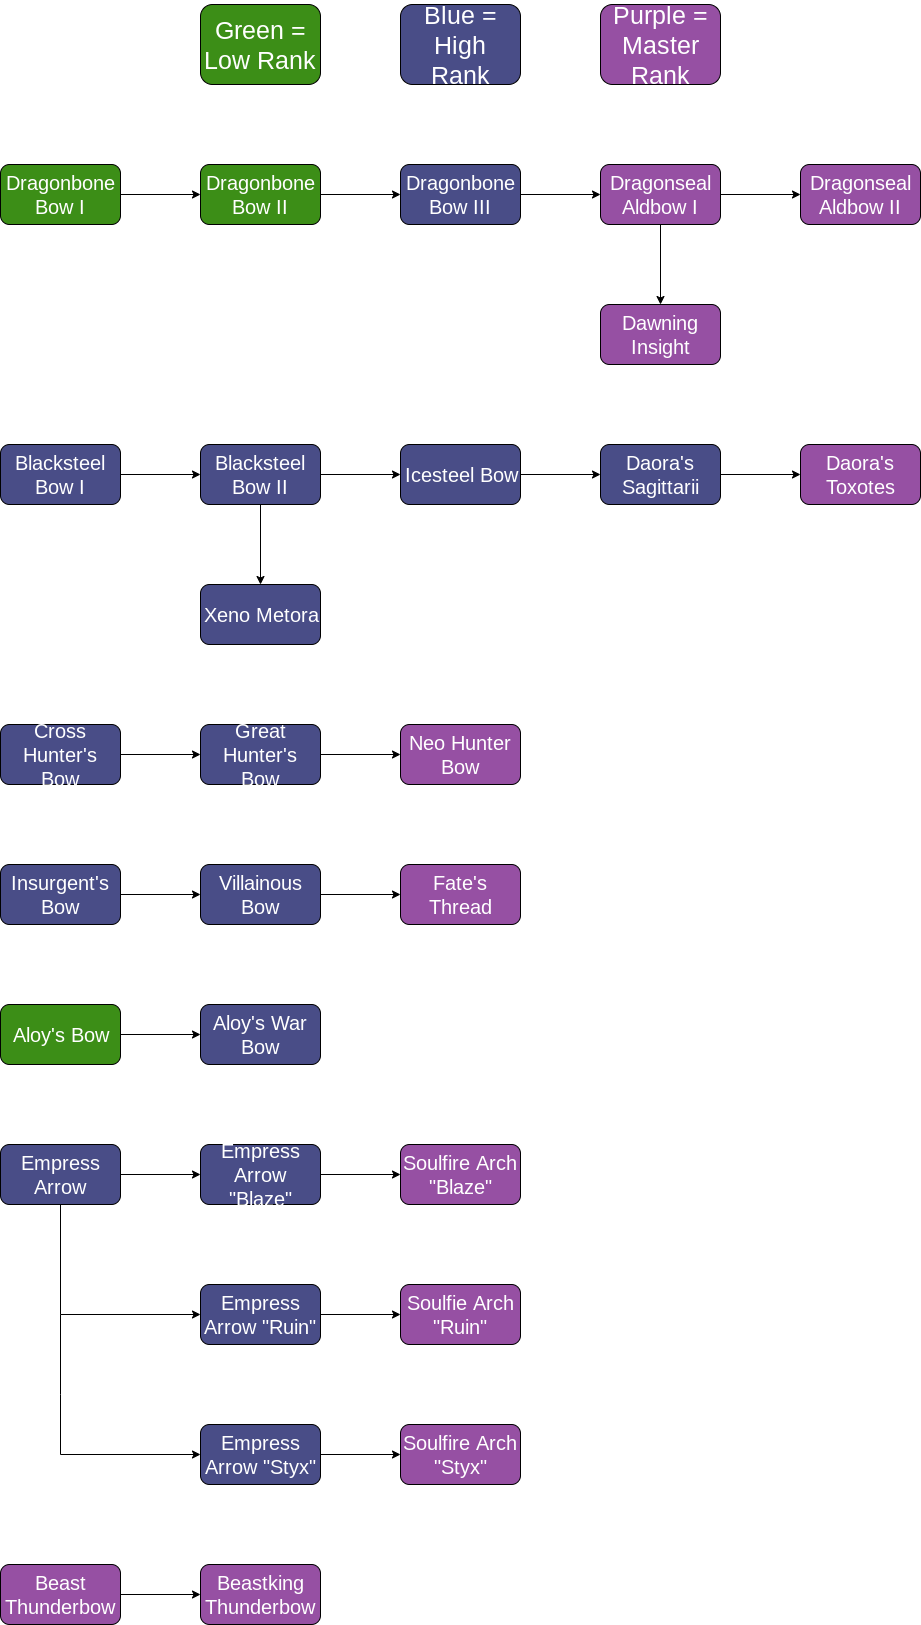 Green =
Low Rank
Blue =
High
Rank
Purple =
Master
Rank
Dragonbone
Bow I
Dragonbone
Bow II
Dragonbone
Bow III
Dragonseal
Aldbow I
Dragonseal
Aldbow II
Dawning
Insight
Blacksteel
Bow I
Blacksteel
Bow II
Icesteel Bow
Daora's
Sagittarii
Daora's
Toxotes
Xeno Metora
Cross
Hunter's
Bow
Great
Hunter's
Bow
Neo Hunter
Bow
Insurgent's
Bow
Villainous
Bow
Fate's
Thread
Aloy's Bow
Aloy's War
Bow
Empress
Arrow
Empress
Arrow
"Blaze"
Soulfire Arch
"Blaze"
Empress
Arrow "Ruin"
Soulfie Arch
"Ruin"
Empress
Arrow "Styx"
Soulfire Arch
"Styx"
Beast
Thunderbow
Beastking
Thunderbow